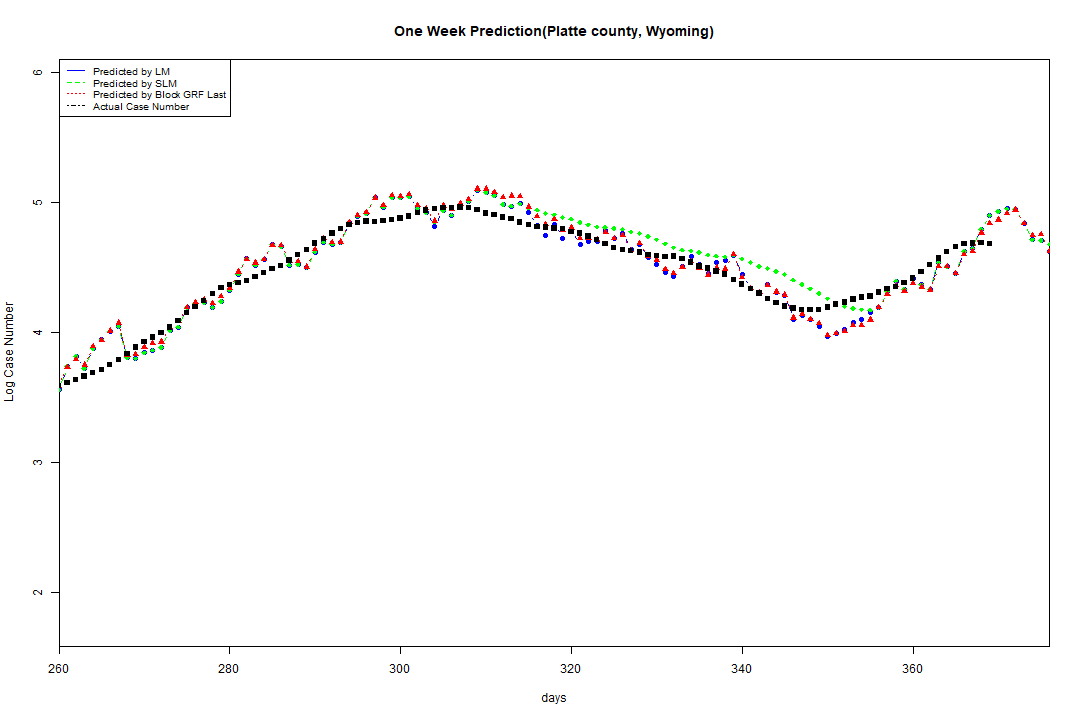 One Week Prediction(Platte county, Wyoming)
Predicted by LM
Predicted by SLM
Predicted by Block GRF Last
Actual Case Number
6
5
4
3
2
Log Case Number
260 280 300 320 340 360
days